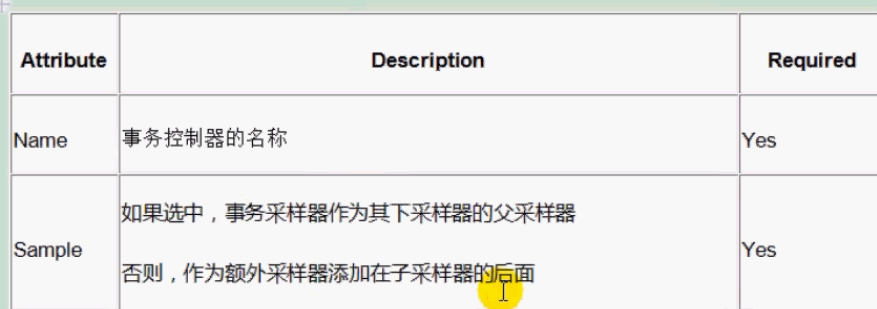 Attribute Description Required
Name 事务控制器的名称 Yes
如果选中，事务采样器作为其下采样器的父采样器
Sample Yes
否则，作为额外采样器添加在子采样器的后面